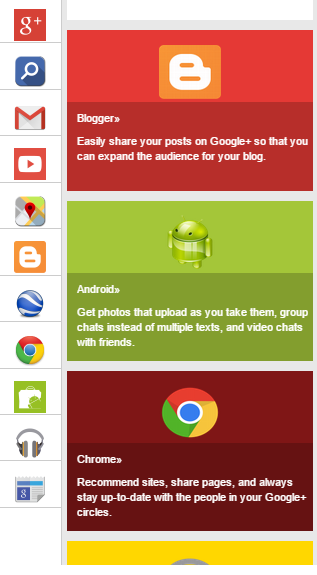 g+
Blogger»
Easily share your posts on Google+ so that you
can expand the audience for your blog.
Android»
Get photos that upload as you take them, group
chats instead of multiple texts, and video chats
with friends.
Chrome»
Recommend sites, share pages, and always
stay up-to-date with the people in your Google+
circles.
g